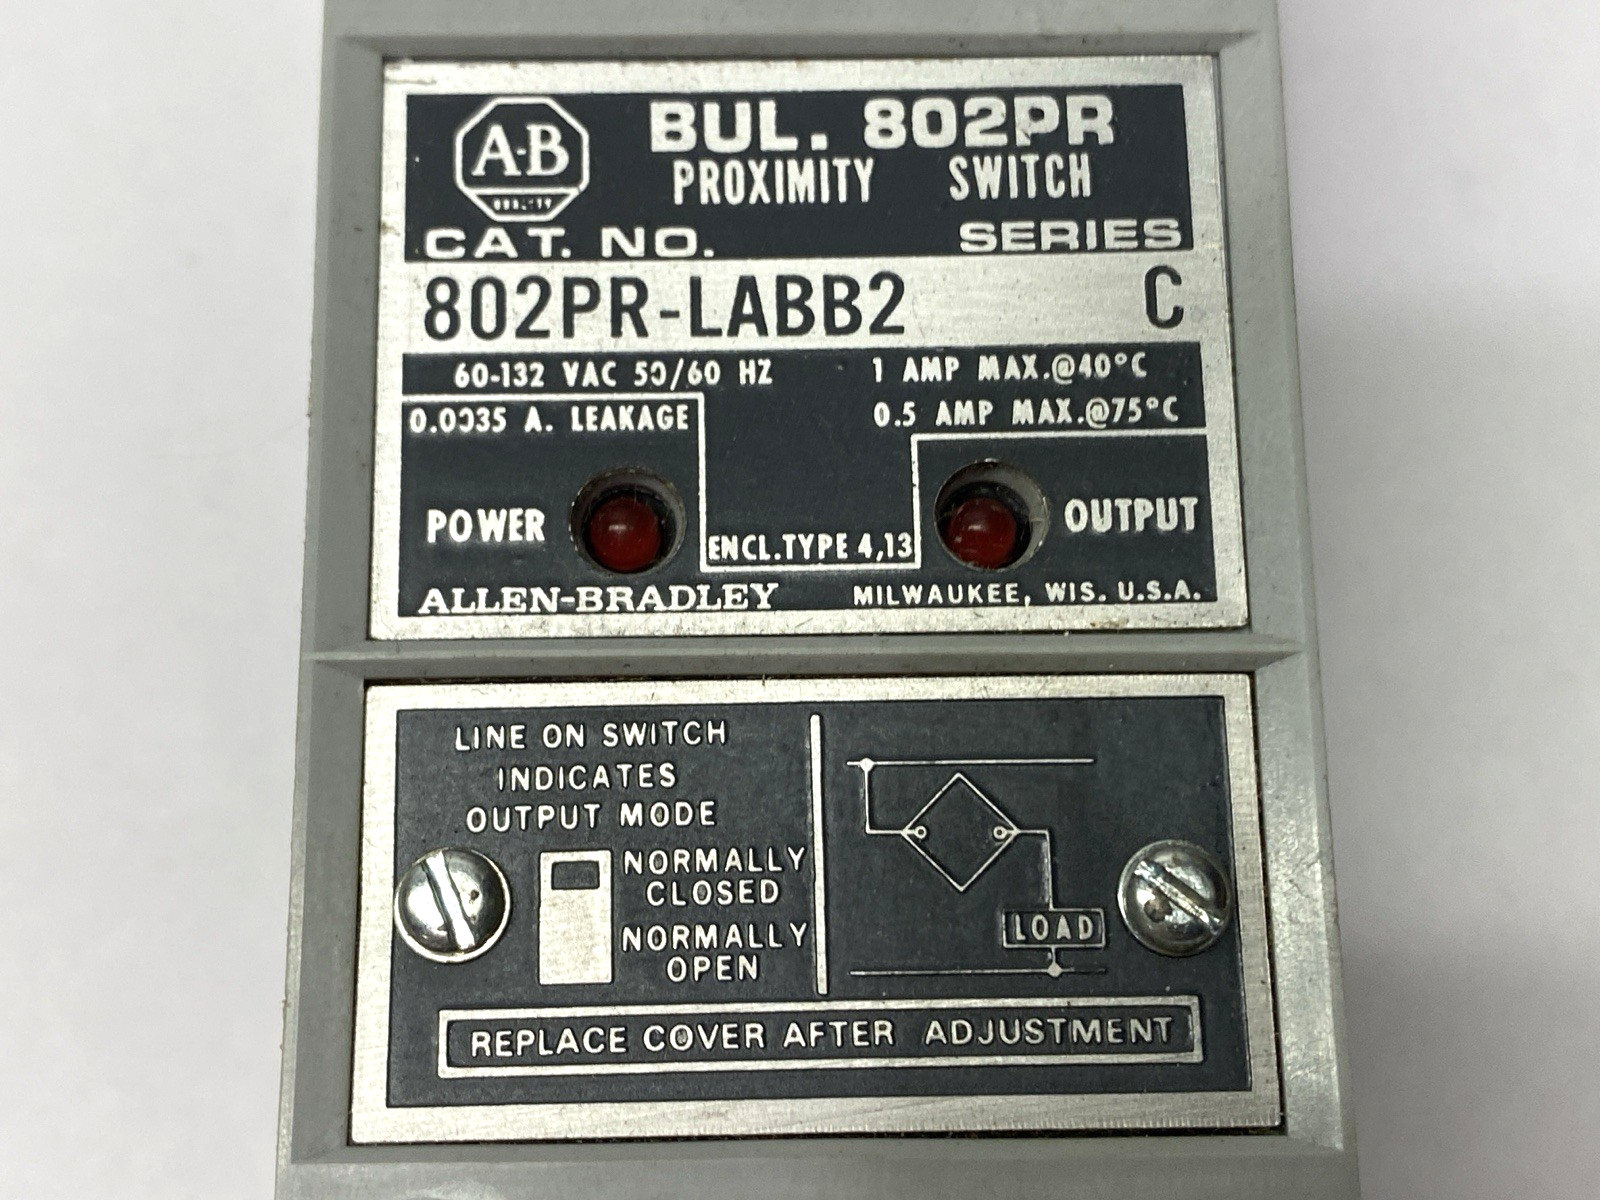 A-B
QUALITY
BUL. 802PR
PROXIMITY SWITCH
CAT. NO. SERIES
802PR-LABB2 C
60-132 VAC 50/60 HZ 1 AMP MAX.@40°C
0.0035 A. LEAKAGE 0.5 AMP MAX.@75°C
POWER OUTPUT
ENCL.TYPE 4,13
ALLEN-BRADLEY MILWAUKEE, WIS. U.S.A.
LINE ON SWITCH
INDICATES
OUTPUT MODE
NORMALLY
CLOSED
NORMALLY
OPEN
LOAD
REPLACE COVER AFTER ADJUSTMENT